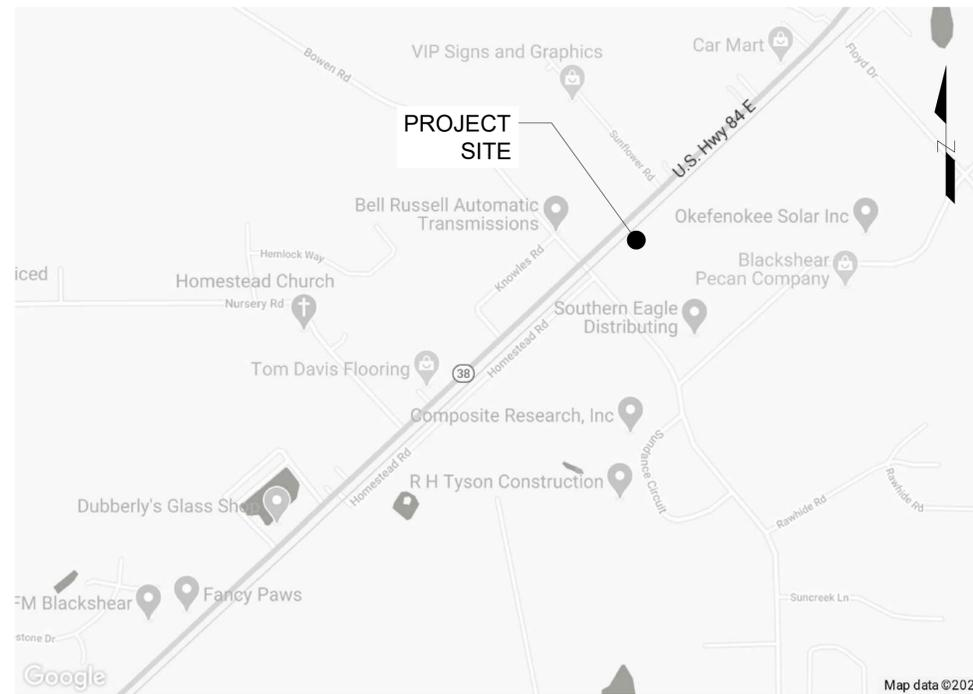 Bowen Rd
VIP Signs and Graphics
Car Mart
Floyd Dr
PROJECT
SITE
Sunflower Rd
U.S. Hwy 84 E
N
Bell Russell Automatic
Transmissions
Okefenokee Solar Inc
Hemlock Way
Knowles Rd
Blackshear
Pecan Company
iced
Homestead Church
Nursery Rd
Southern Eagle
Distributing
Homestead Rd
Tom Davis Flooring
38
Composite Research, Inc
Sundance Circuit
Homestead Rd
R H Tyson Construction
Rawhide Rd
Rawhide Rd
Dubberly's Glass Shop
FM Blackshear
Fancy Paws
Suncreek Ln
stone Dr
Google
Map data ©202